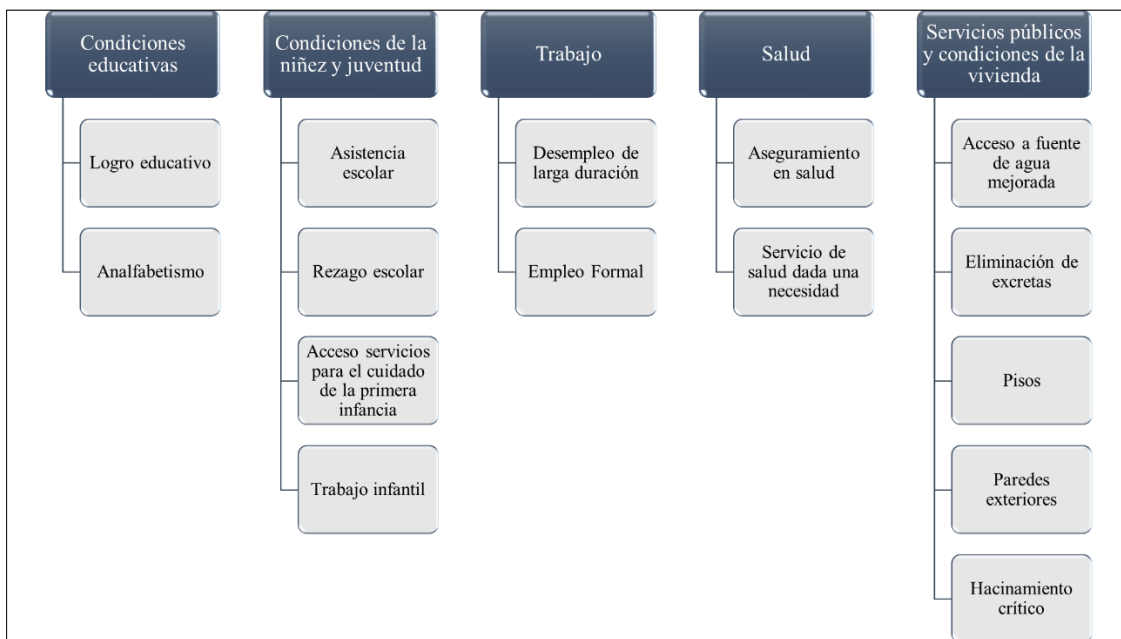 Condiciones
educativas
Logro educativo
Analfabetismo
Condiciones de la
niñez y juventud
Asistencia
escolar
Rezago escolar
Acceso servicios
para el cuidado
de la primera
infancia
Trabajo infantil
Trabajo
Desempleo de
larga duración
Empleo Formal
Salud
Aseguramiento
en salud
Servicio de
salud dada una
necesidad
Servicios públicos
y condiciones de la
vivienda
Acceso a fuente
de agua
mejorada
Eliminación de
excretas
Pisos
Paredes
exteriores
Hacinamiento
crítico